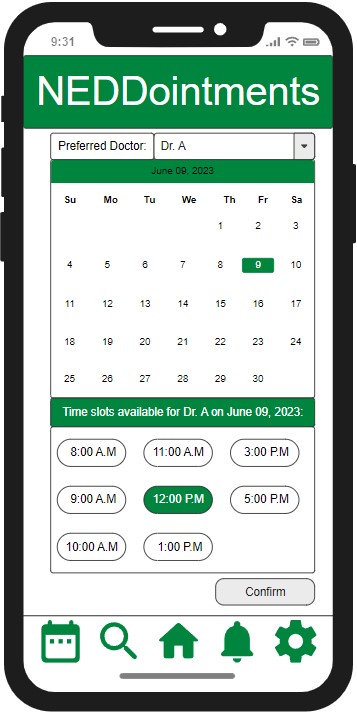 9:31
NEDDointments
Preferred Doctor: Dr. A
June 09, 2023
Su Mo Tu We Th Fr Sa
1 2 3
4 5 6 7 8 9 10
11 12 13 14 15 16 17
18 19 20 21 22 23 24
25 26 27 28 29 30
Time slots available for Dr. A on June 09, 2023:
8:00 A.M 11:00 A.M 3:00 P.M
9:00 A.M 12:00 P.M 5:00 P.M
10:00 A.M 1:00 P.M
Confirm